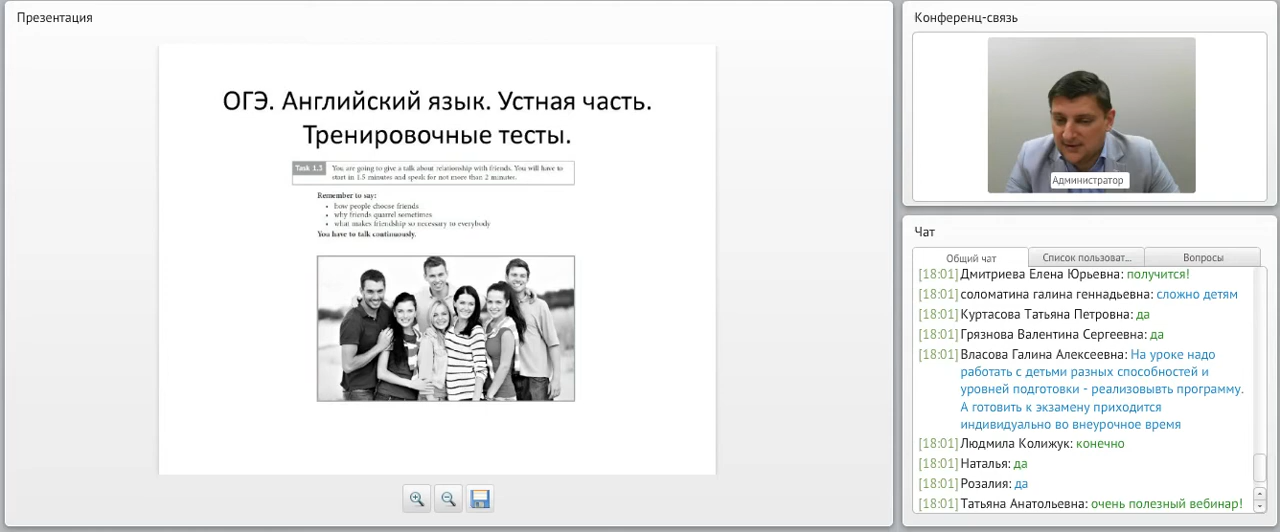 Презентация
ОГЭ. Английский язык. Устная часть.
Тренировочные тесты.
Task 1.3
You are going to give a talk about relationship with friends. You will have to
start in 1.5 minutes and speak for not more than 2 minutes.
Remember to say:
• how people choose friends
• why friends quarrel sometimes
• what makes friendship so necessary to everybody
You have to talk continuously.
Конференц-связь
Администратор
Чат
Общий чат
Список пользоват...
Вопросы
[18:01] Дмитриева Елена Юрьевна: получится!
[18:01] соломатина галина геннадьевна: сложно детям
[18:01] Куртасова Татьяна Петровна: да
[18:01] Грязнова Валентина Сергеевна: да
[18:01] Власова Галина Алексеевна: На уроке надо
работать с детьми разных способностей и
уровней подготовки - реализовывть программу.
А готовить к экзамену приходится
индивидуально во внеурочное время
[18:01] Людмила Колижук: конечно
[18:01] Наталья: да
[18:01] Розалия: да
[18:01] Татьяна Анатольевна: очень полезный вебинар!